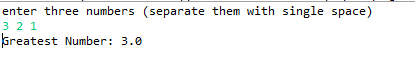 enter three numbers (separate them with single space)
3 2 1
Greatest Number: 3.0